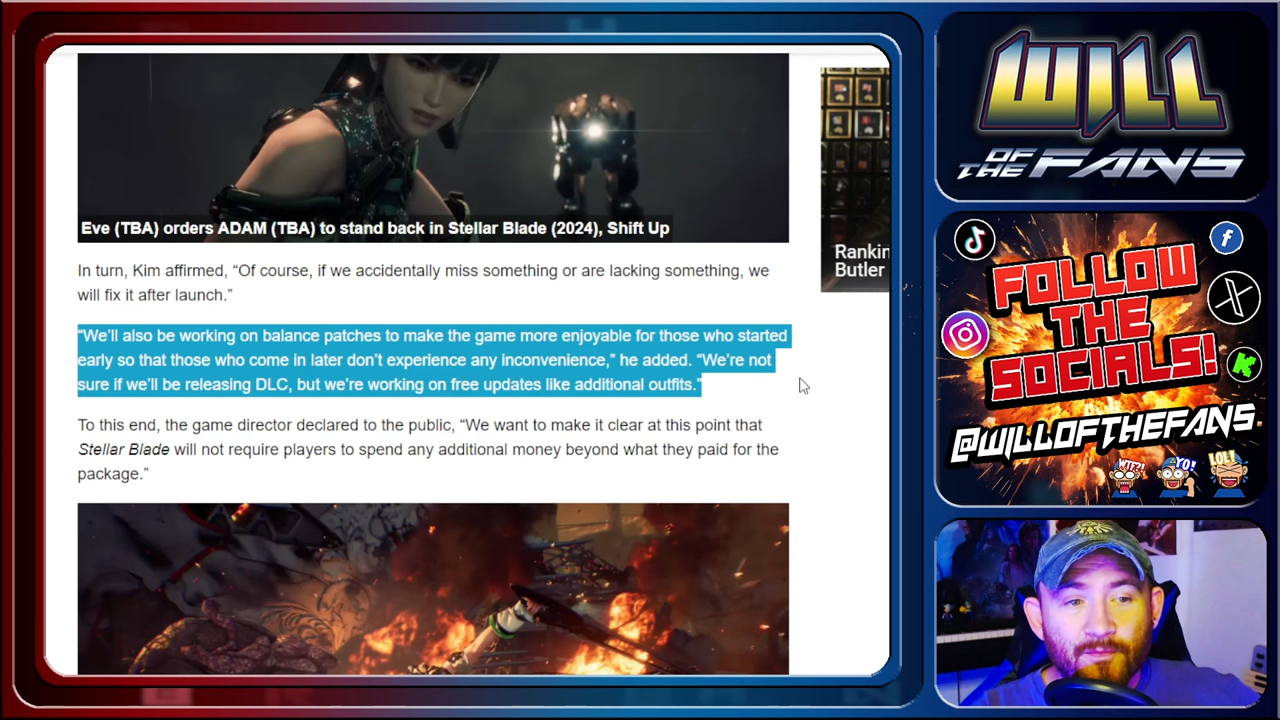 Eve (TBA) orders ADAM (TBA) to stand back in Stellar Blade (2024), Shift Up
In turn, Kim affirmed, “Of course, if we accidentally miss something or are lacking something, we
will fix it after launch.”
“We’ll also be working on balance patches to make the game more enjoyable for those who started
early so that those who come in later don’t experience any inconvenience,” he added. “We’re not
sure if we’ll be releasing DLC, but we’re working on free updates like additional outfits.”
To this end, the game director declared to the public, “We want to make it clear at this point that
Stellar Blade will not require players to spend any additional money beyond what they paid for the
package.”
Rankin
Butler
WILL
OF THE FANS
FOLLOW
THE
SOCIALS!
@WILLOFTHEFANS
WTF?!
YO!
LOL!